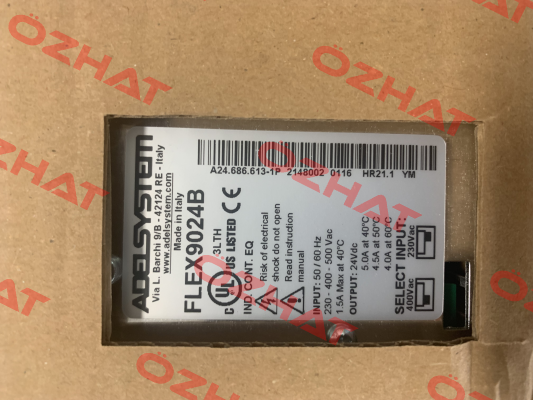 ADELSYSTEM
Via L. Barchi 9/B - 42124 RE - Italy
www.adelsystem.com
Made in Italy
FLEX9024B
C UL US LISTED CE
3LTH
IND. CONT. EQ
Risk of electrical
shock do not open
Read instruction
manual
INPUT: 50 / 60 Hz
230 - 400 - 500 Vac
1.5A Max at 40°C
OUTPUT: 24Vdc
5.0A at 40°C
4.5A at 50°C
4.0A at 60°C
SELECT INPUT:
400Vac 230Vac
A24.686.613-1P 2148002 0116 HR21.1 YM
OZHAT
OZHAT
OZHAT
OZHAT
OZHAT
OZHAT
OZHAT